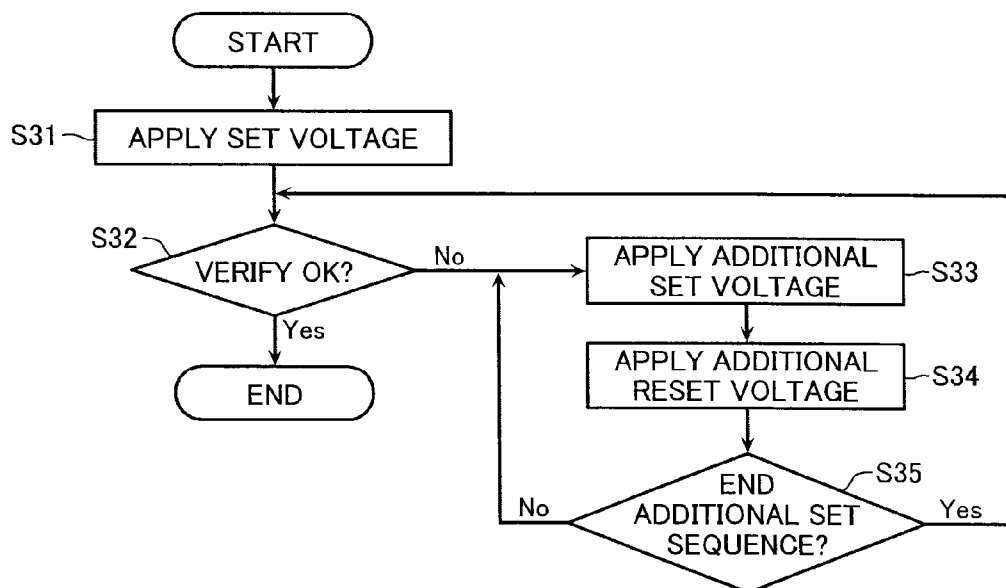 START
S31
APPLY SET VOLTAGE
S32
VERIFY OK?
No
Yes
END
APPLY ADDITIONAL
SET VOLTAGE
S33
APPLY ADDITIONAL
RESET VOLTAGE
S34
END
ADDITIONAL SET
SEQUENCE?
S35
No
Yes